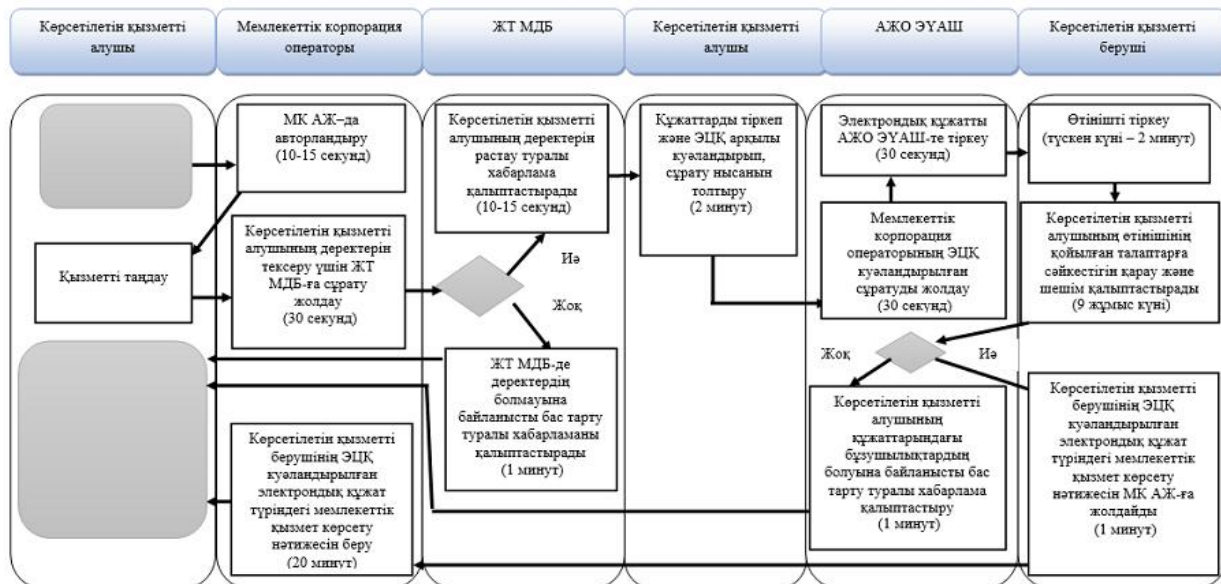 Көрсетілетін қызметті
алушы
Мемлекеттік корпорация
операторы
ЖТ МДБ
Көрсетілетін қызметті
алушы
АЖО ЭҮАШ
Көрсетілетін қызметті
беруші
МК АЖ–да
авторландыру
(10-15 секунд)
Қызметті таңдау
Көрсетілетін қызметті
алушының деректерін
тексеру үшін ЖТ
МДБ-ға сұрату
жолдау
(30 секунд)
Көрсетілетін қызметті
алушының деректерін
растау туралы
хабарлама
қалыптастырады
(10-15 секунд)
Иә
Жоқ
ЖТ МДБ-де
деректердің
болмауына
байланысты бас тарту
туралы хабарламаны
қалыптастырады
(1 минут)
Көрсетілетін қызметті
берушінің ЭЦҚ
куәландырылған
электрондық құжат
түріндегі мемлекеттік
қызмет көрсету
нәтижесін беру
(20 минут)
Құжаттарды тіркеп
және ЭЦҚ арқылы
куәландырып,
сұрату нысанын
толтыру
(2 минут)
Электрондық құжатты
АЖО ЭҮАШ-те тіркеу
(30 секунд)
Мемлекеттік
корпорация
операторының ЭЦҚ
куәландырылған
сұратуды жолдау
(30 секунд)
Өтінішті тіркеу
(түскен күні – 2 минут)
Көрсетілетін қызметті
алушының өтінішінің
қойылған талаптарға
сәйкестігін қарау және
шешім қалыптастырады
(9 жұмыс күні)
Жоқ
Иә
Көрсетілетін қызметті
алушының
құжаттарындағы
бұзушылықтардың
болуына байланысты бас
тарту туралы хабарлама
қалыптастыру
(1 минут)
Көрсетілетін қызметті
берушінің ЭЦҚ
куәландырылған
электрондық құжат
түріндегі мемлекеттік
қызмет көрсету
нәтижесін МК АЖ-ға
жолдайды
(1 минут)